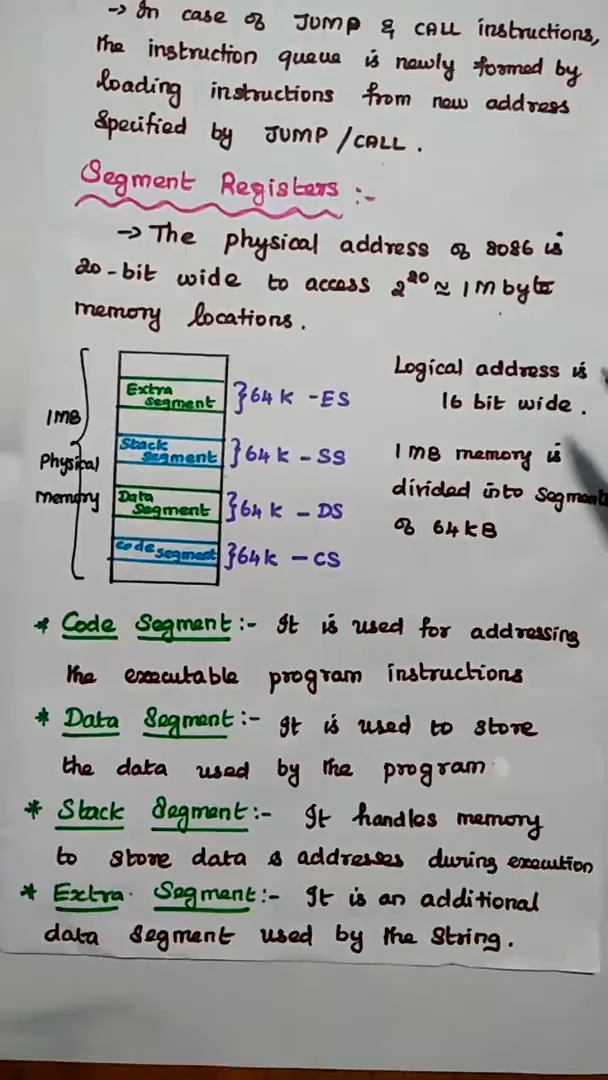 → In case of JUMP & CALL instructions,
the instruction queue is newly formed by
loading instructions from new address
specified by JUMP / CALL.
Segment Registers :-
→ The physical address of 8086 is
20-bit wide to access 2²⁰ ≈ 1M byte
memory locations.
1MB
Physical
Memory
Extra
segment
}64K - ES
Stack
segment
}64K - SS
Data
Segment
}64K - DS
code segment
}64K - CS
Logical address is
16 bit wide.
1MB memory is
divided into segments
of 64KB
* Code Segment :- It is used for addressing
the executable program instructions
* Data Segment :- It is used to store
the data used by the program
* Stack Segment :- It handles memory
to store data & addresses during execution
* Extra Segment :- It is an additional
data segment used by the string.